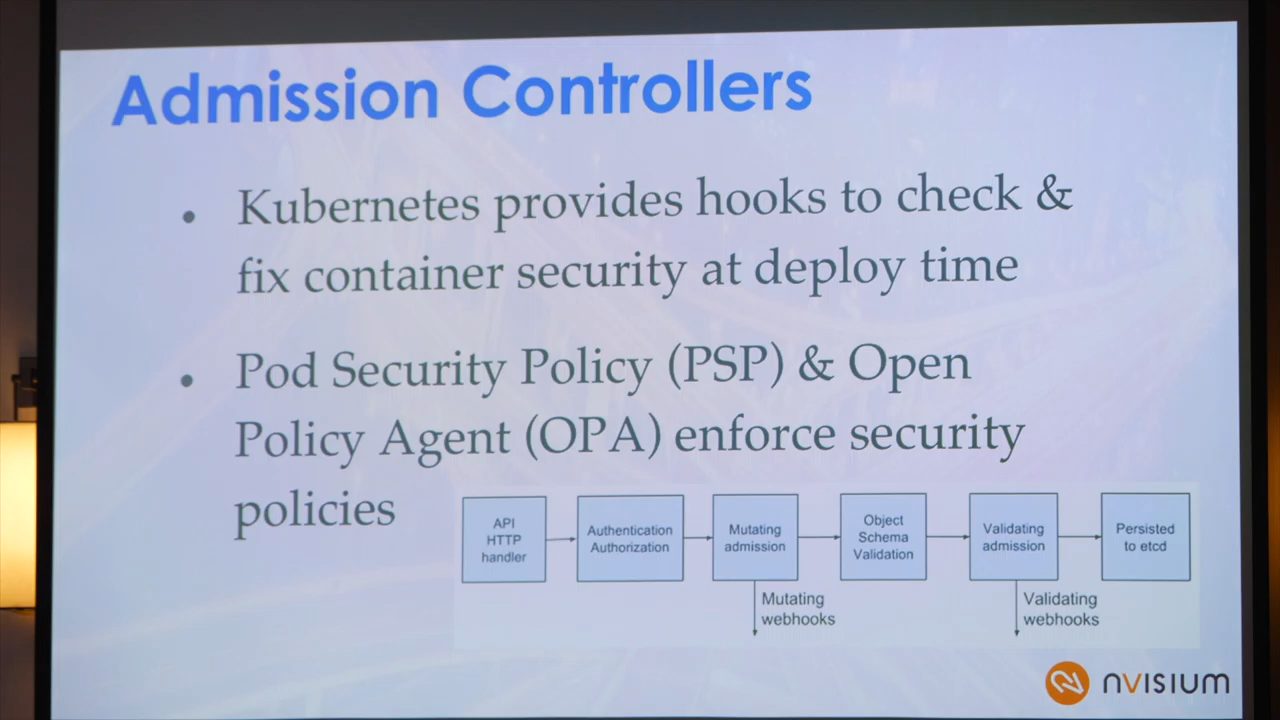 Admission Controllers
• Kubernetes provides hooks to check &
fix container security at deploy time
• Pod Security Policy (PSP) & Open
Policy Agent (OPA) enforce security
policies
API
HTTP
handler
Authentication
Authorization
Mutating
admission
Object
Schema
Validation
Validating
admission
Persisted
to etcd
Mutating
webhooks
Validating
webhooks
nVISIUM